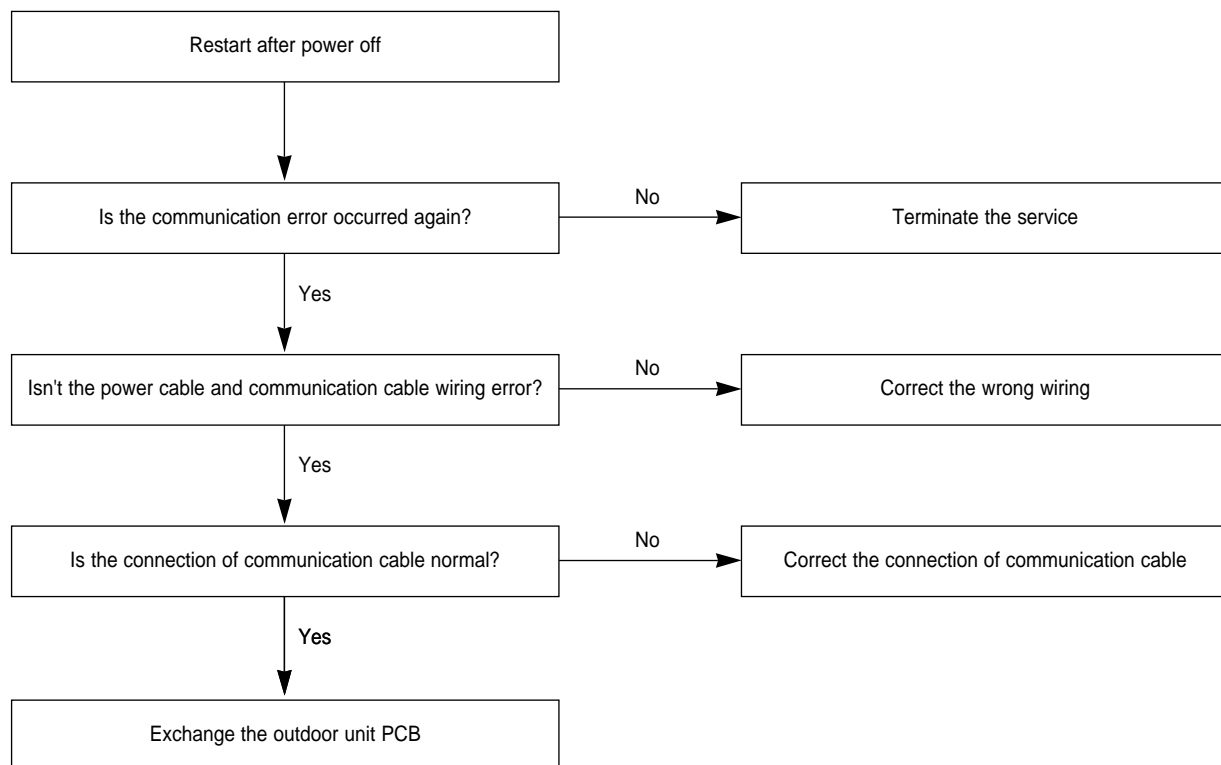 Restart after power off
Is the communication error occurred again?
No
Terminate the service
Yes
Isn't the power cable and communication cable wiring error?
No
Correct the wrong wiring
Yes
Is the connection of communication cable normal?
No
Correct the connection of communication cable
Yes
Exchange the outdoor unit PCB